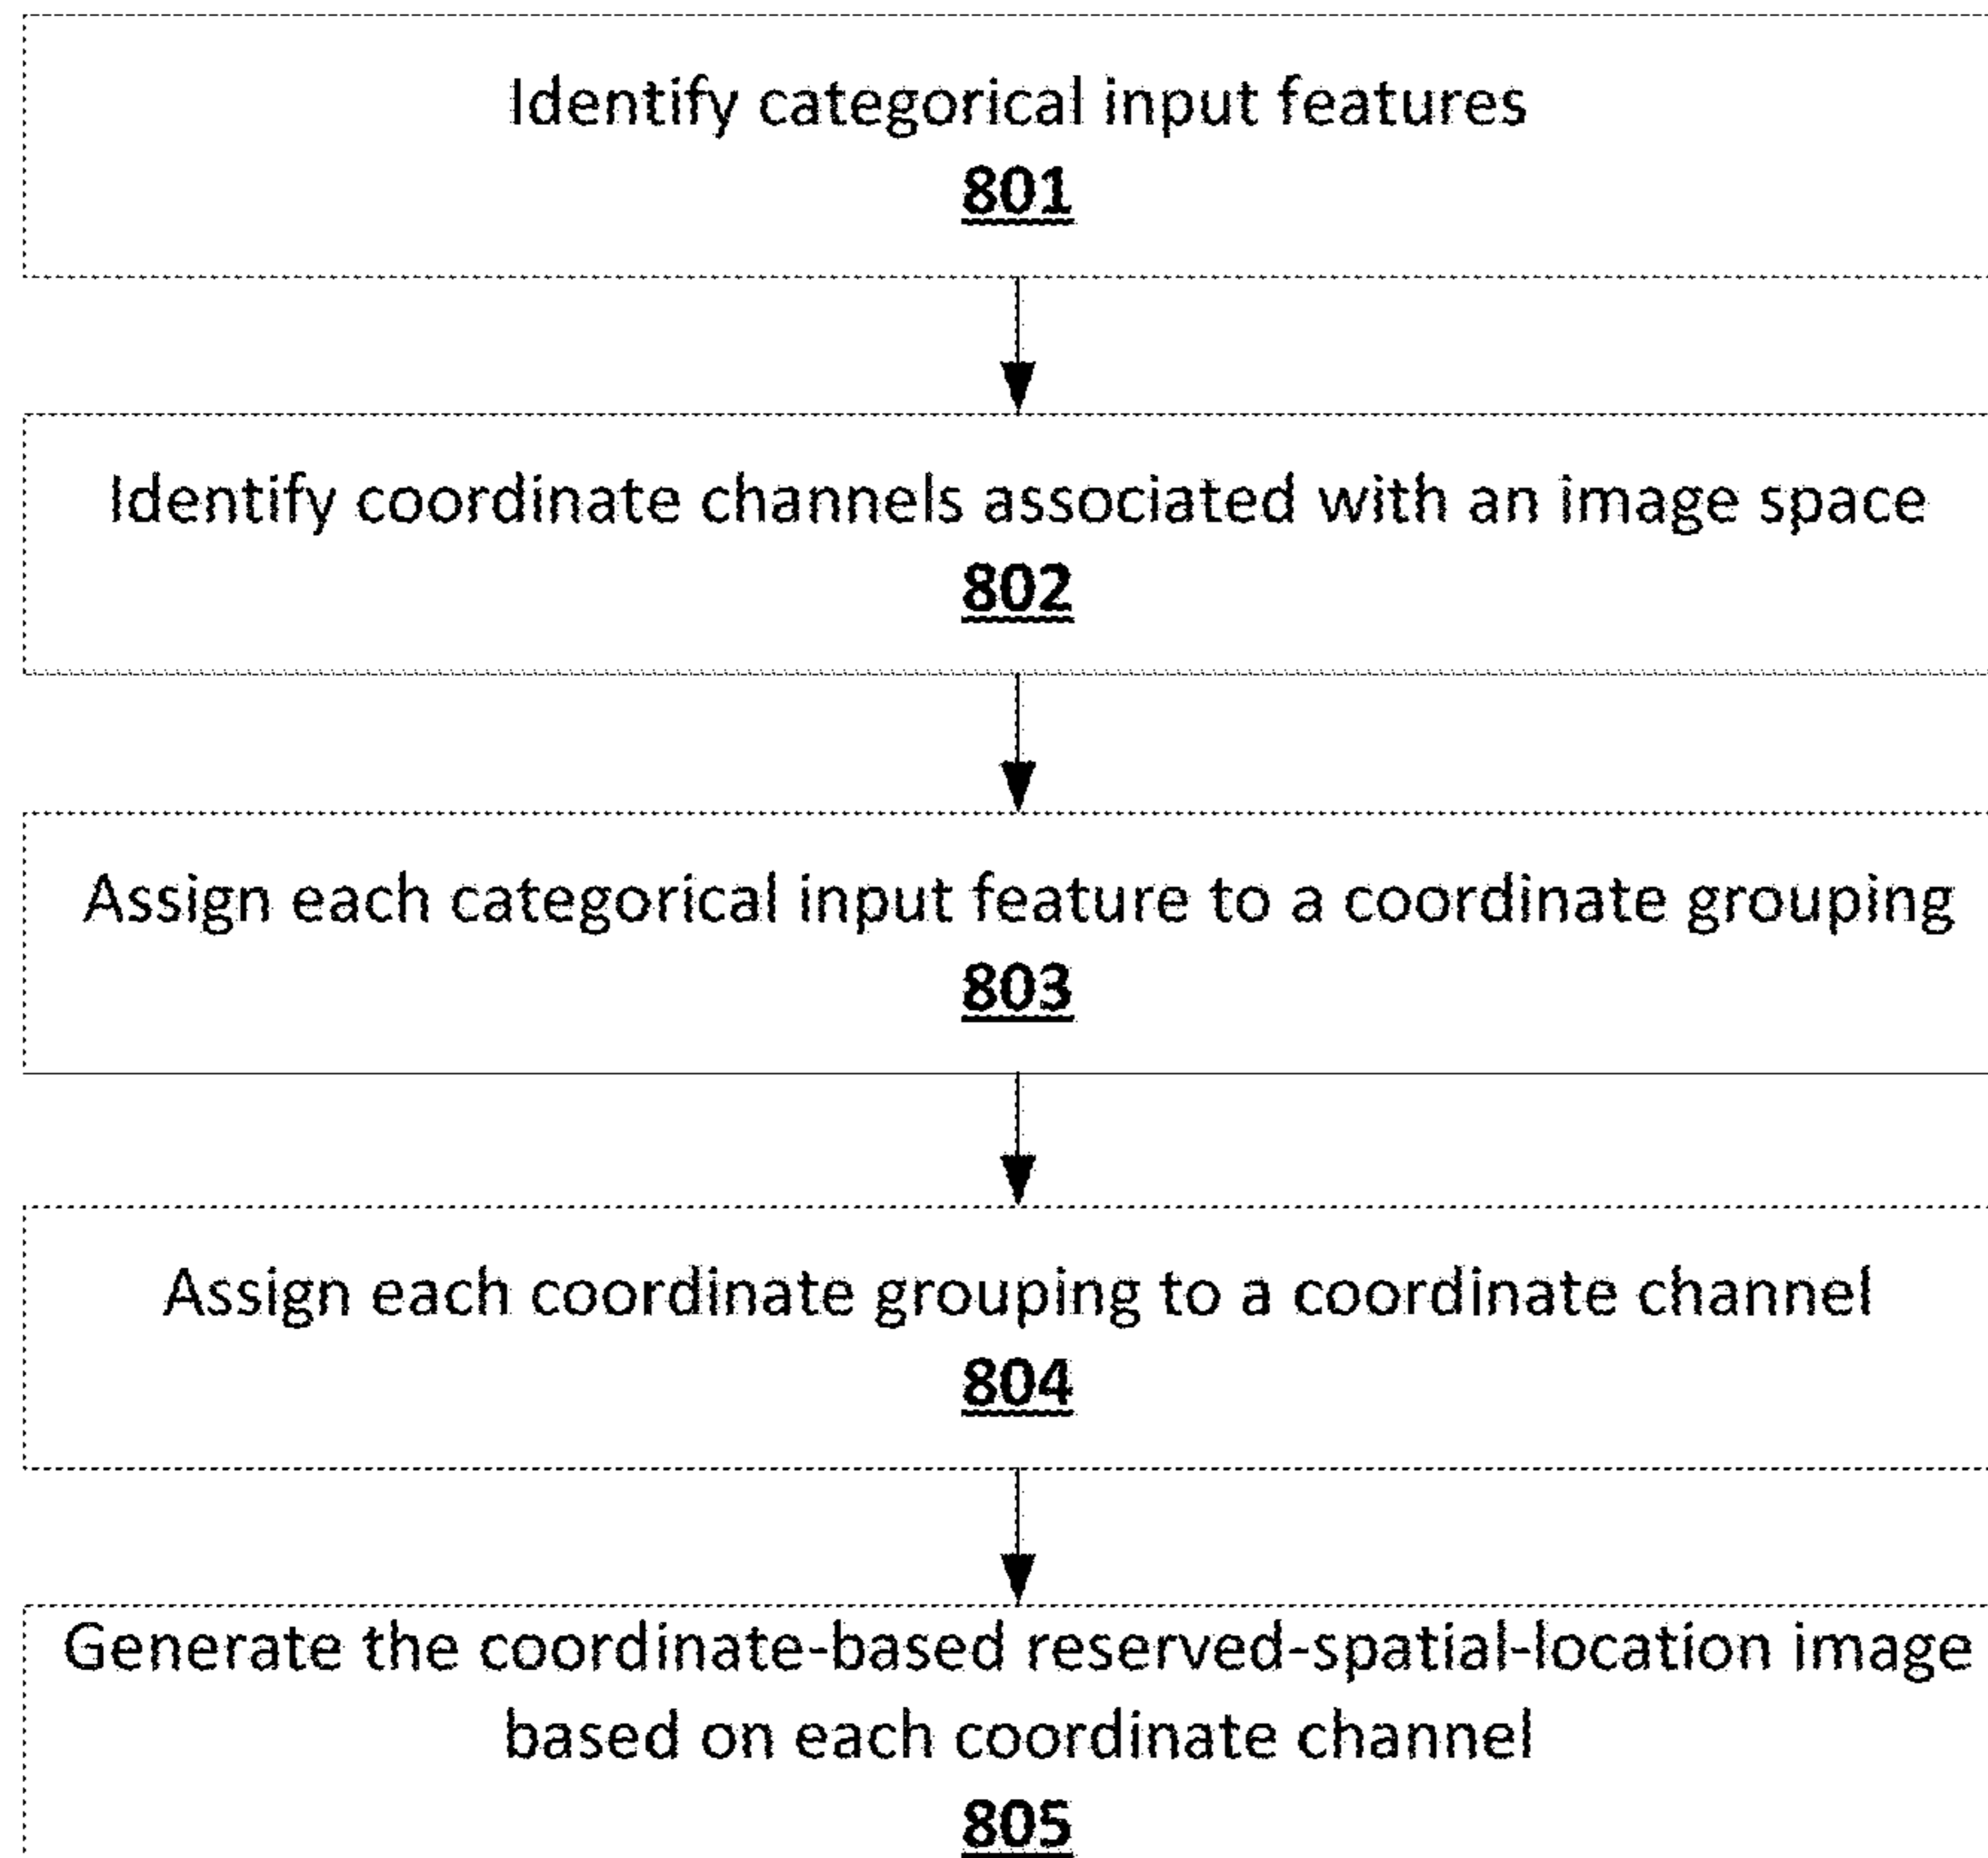 Identify categorical input features
801
Identify coordinate channels associated with an image space
802
Assign each categorical input feature to a coordinate grouping
803
Assign each coordinate grouping to a coordinate channel
804
Generate the coordinate-based reserved-spatial-location image
based on each coordinate channel
805